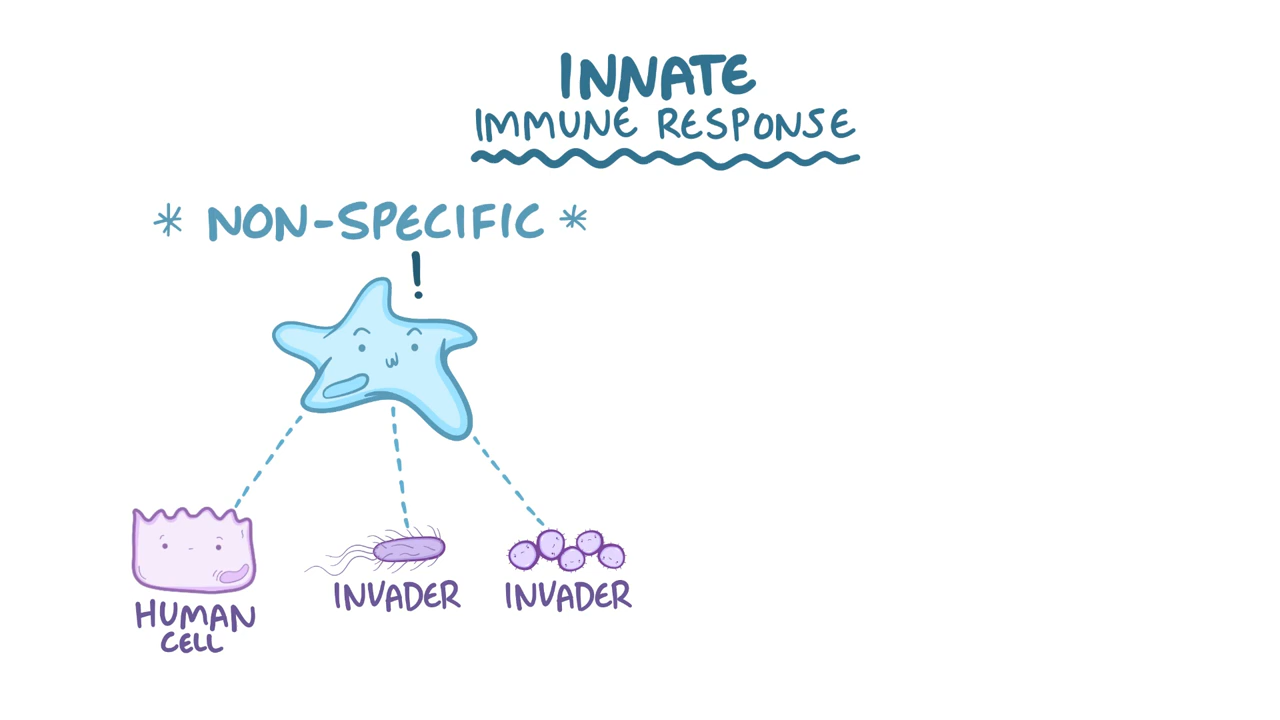 INNATE
IMMUNE RESPONSE
* NON-SPECIFIC *
!
HUMAN
CELL
INVADER
INVADER